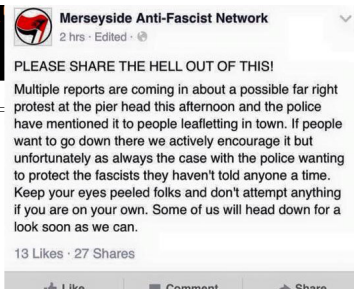 Merseyside Anti-Fascist Network
2 hrs · Edited ·
PLEASE SHARE THE HELL OUT OF THIS!
Multiple reports are coming in about a possible far right
protest at the pier head this afternoon and the police
have mentioned it to people leafletting in town. If people
want to go down there we actively encourage it but
unfortunately as always the case with the police wanting
to protect the fascists they haven't told anyone a time.
Keep your eyes peeled folks and don't attempt anything
if you are on your own. Some of us will head down for a
look soon as we can.
13 Likes · 27 Shares
Like Comment Share